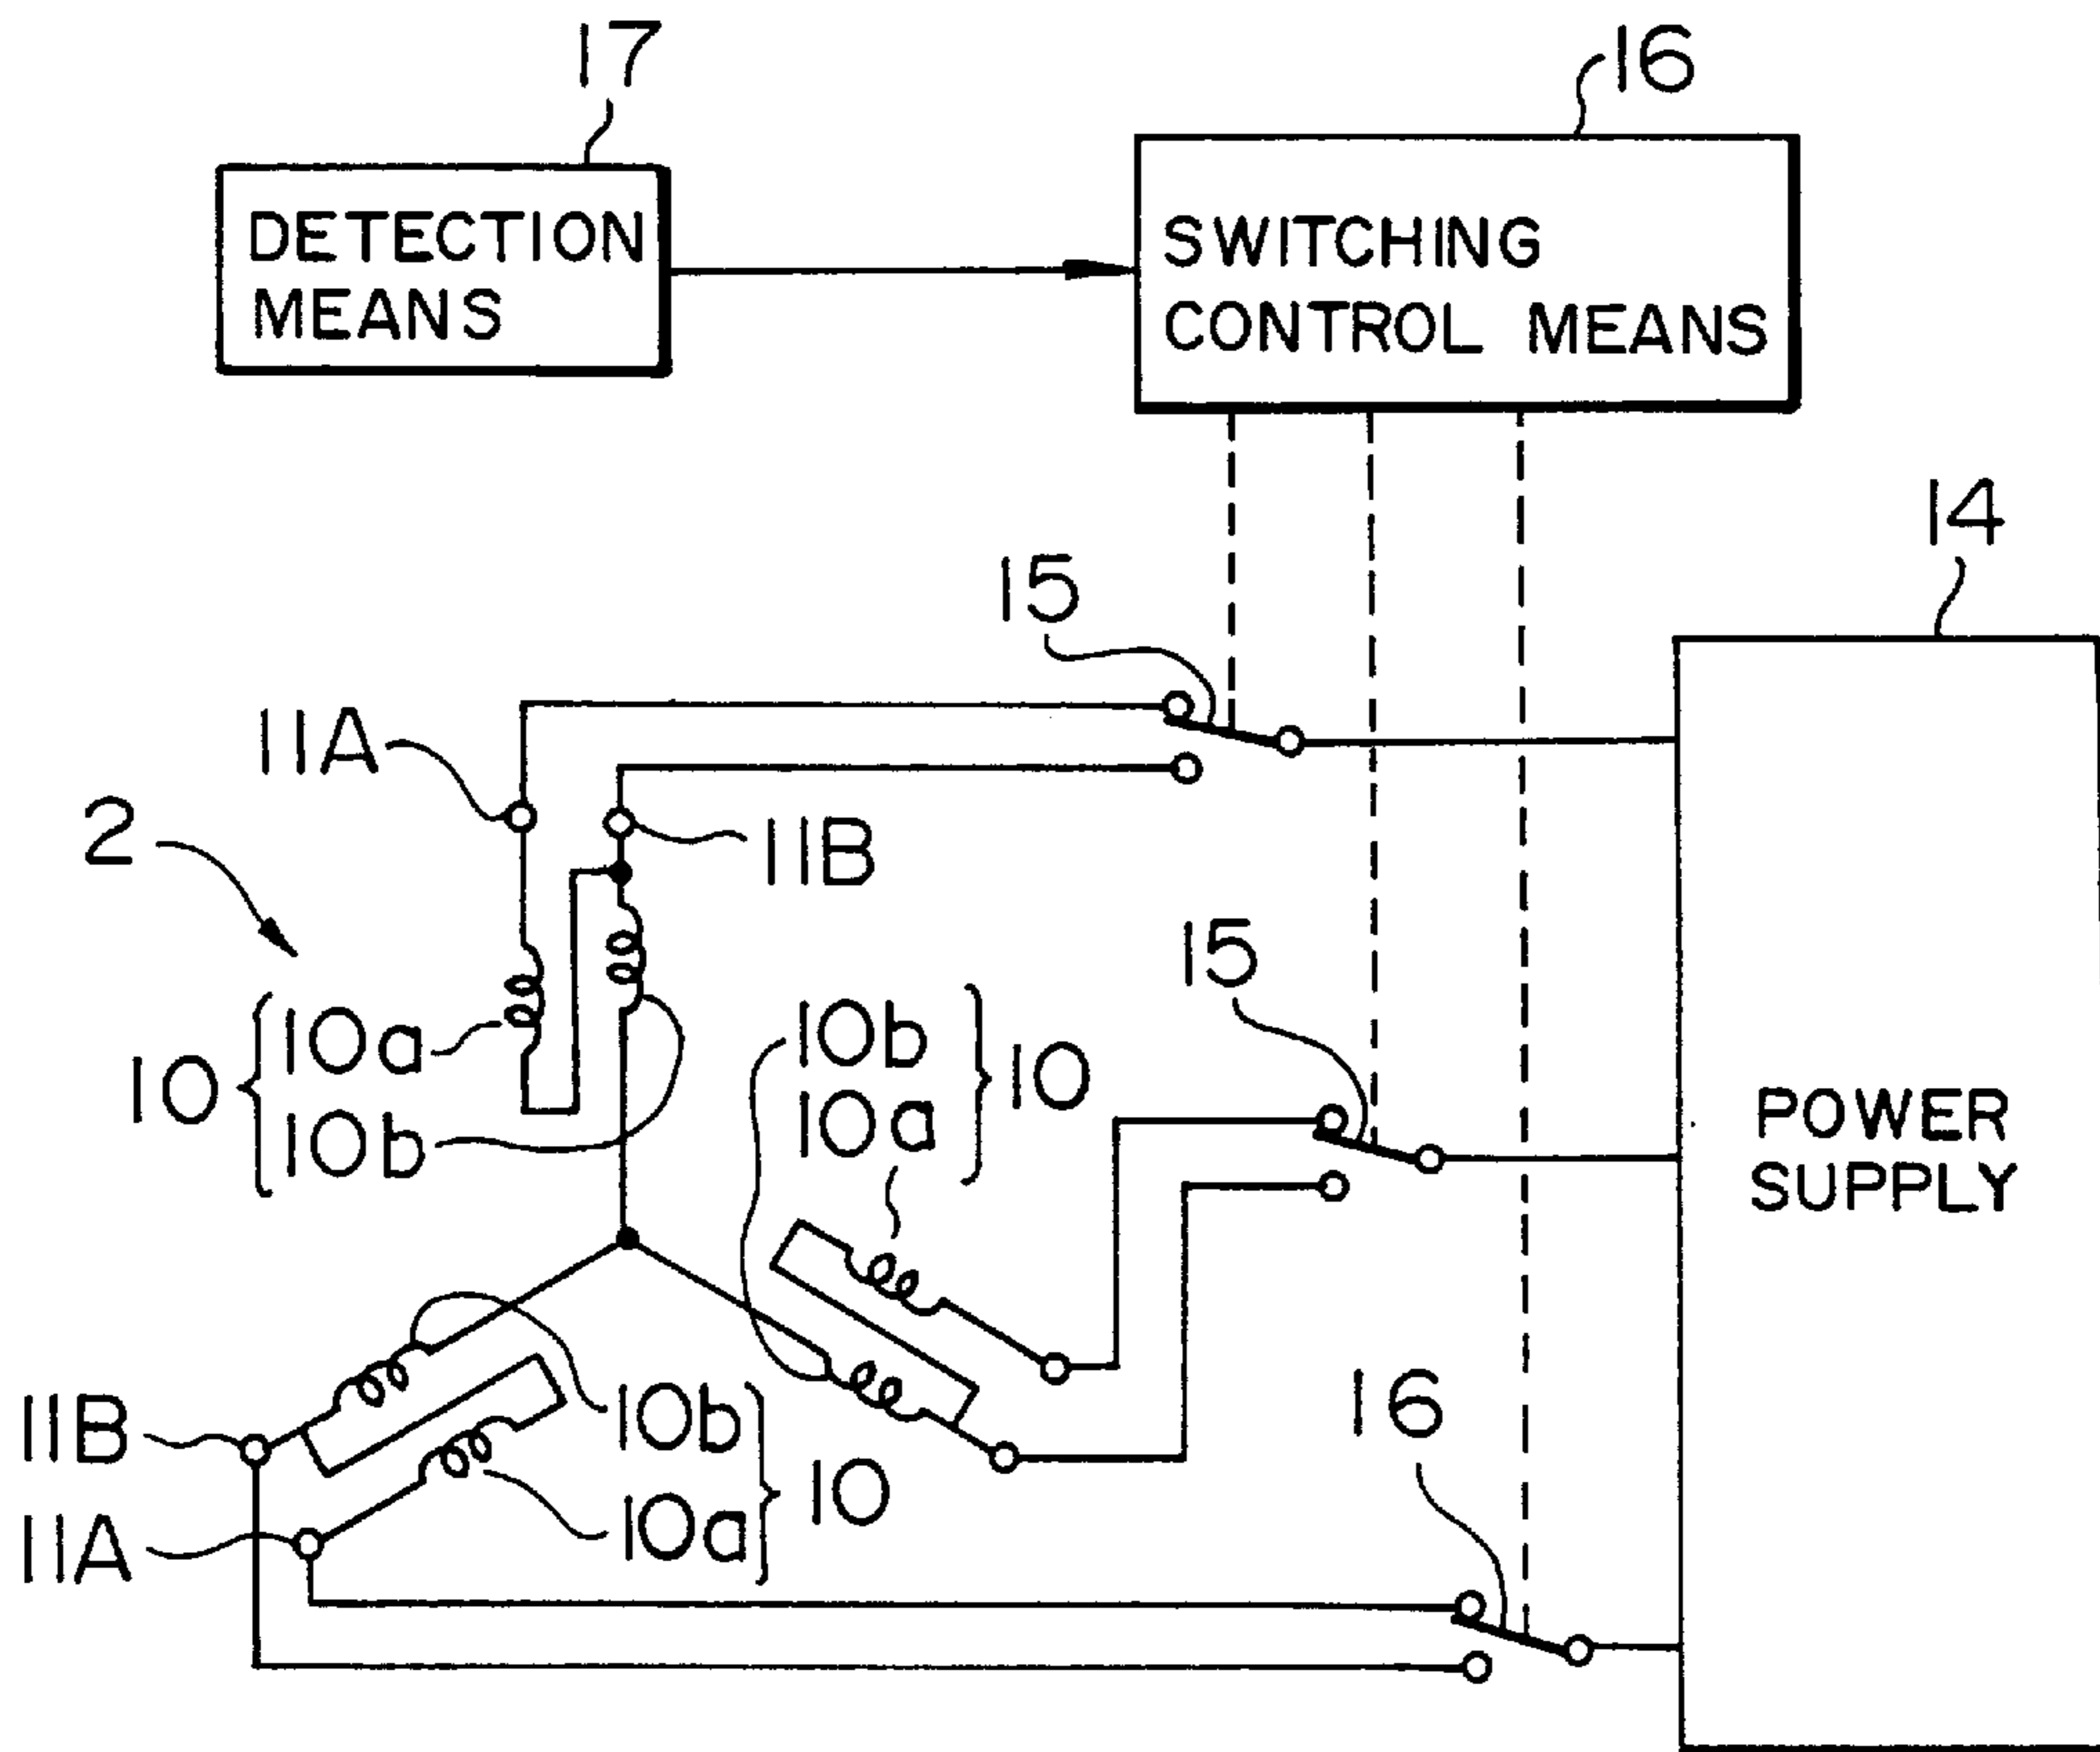 17
16
DETECTION
MEANS
SWITCHING
CONTROL MEANS
14
15
11A
2
11B
15
10
10a
10b
10b
10a
10
POWER
SUPPLY
16
11B
11A
10b
10a
10